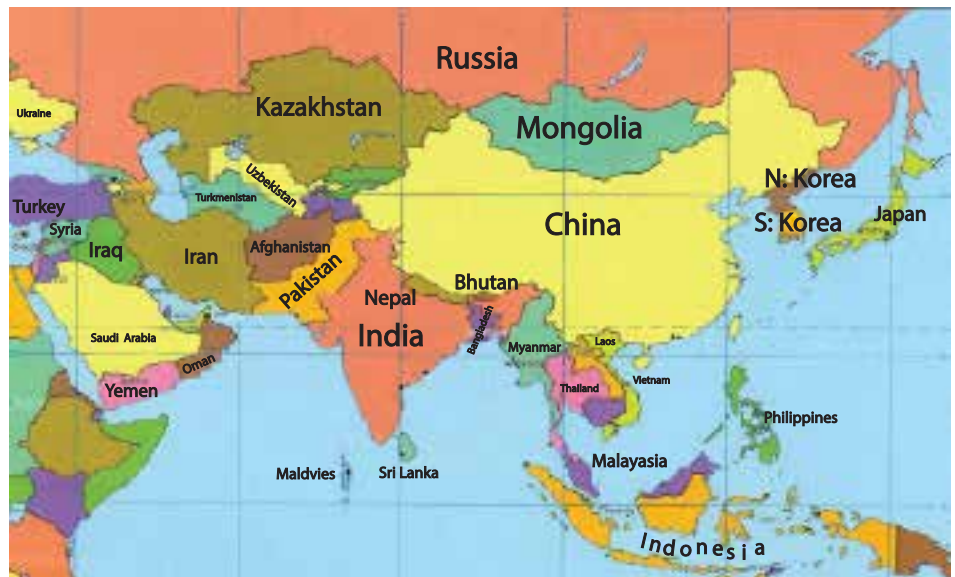 Russia
Kazakhstan
Ukraine
Mongolia
Uzbekistan
N: Korea
Turkmenistan
Turkey
China
S: Korea
Japan
Syria
Iraq
Iran
Afghanistan
Pakistan
Bhutan
Nepal
Saudi Arabia
India
Bangladesh
Myanmar
Laos
Oman
Yemen
Thailand
Vietnam
Philippines
Maldvies
Sri Lanka
Malayasia
Indonesia